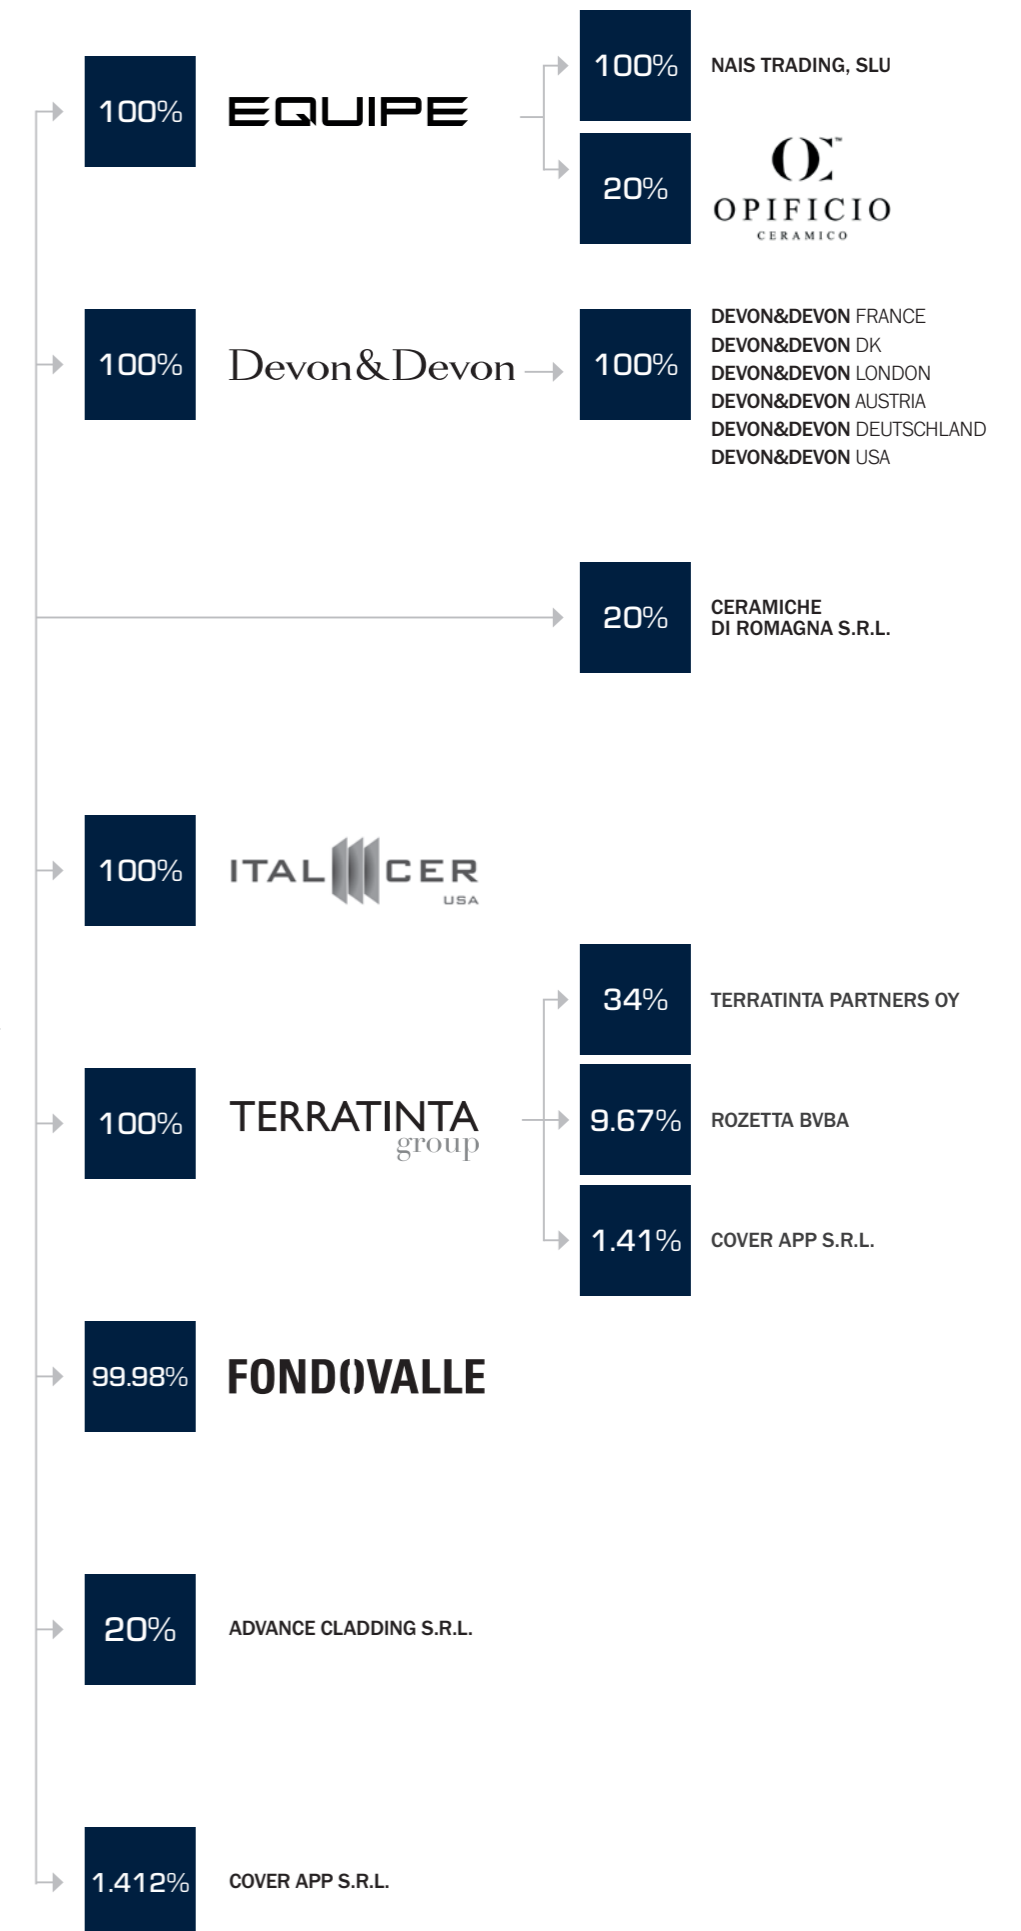 100%
EQUIPE
100%
NAIS TRADING, SLU
20%
OC™
OPIFICIO
CERAMICO
100%
Devon&Devon
100%
DEVON&DEVON FRANCE
DEVON&DEVON DK
DEVON&DEVON LONDON
DEVON&DEVON AUSTRIA
DEVON&DEVON DEUTSCHLAND
DEVON&DEVON USA
20%
CERAMICHE
DI ROMAGNA S.R.L.
100%
ITALCER
USA
100%
TERRATINTA
group
34%
TERRATINTA PARTNERS OY
9.67%
ROZETTA BVBA
1.41%
COVER APP S.R.L.
99.98%
FONDOVALLE
20%
ADVANCE CLADDING S.R.L.
1.412%
COVER APP S.R.L.